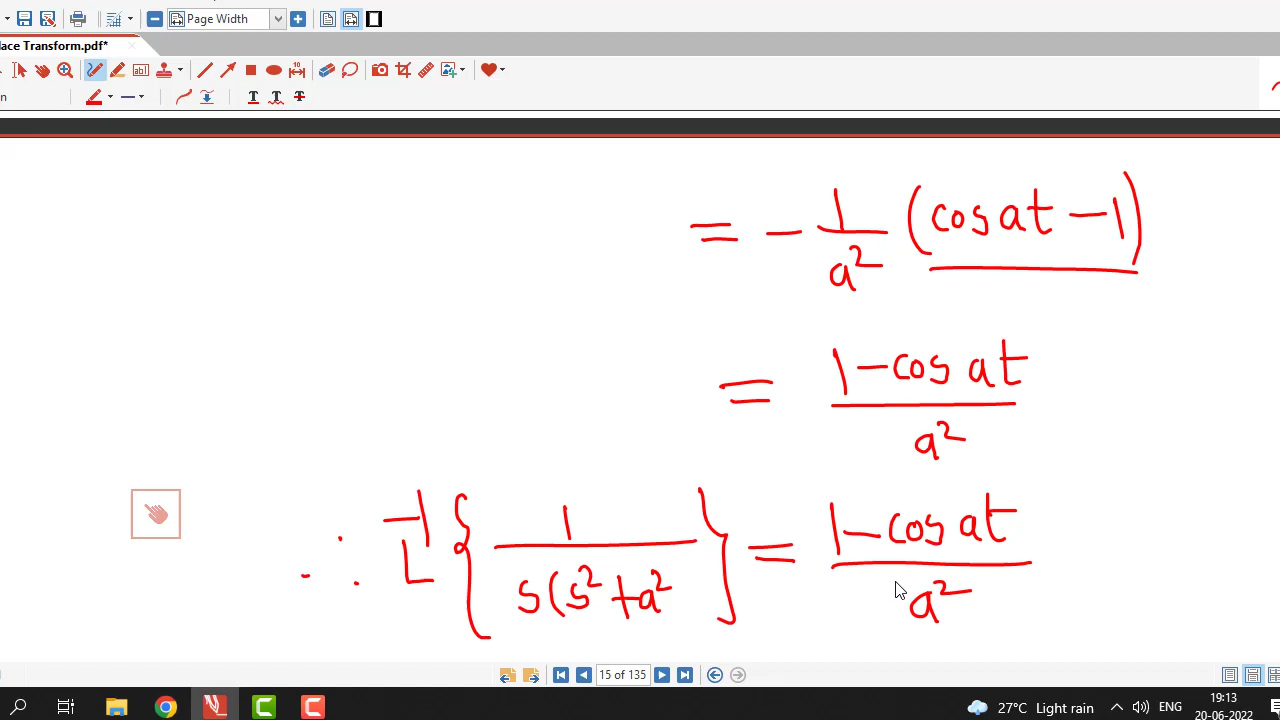 Page Width
lace Transform.pdf*
10
n
T T T
= - 1/a² (cos at - 1)
= 1 - cos at / a²
∴ L⁻¹ { 1 / s(s² + a² } = 1 - cos at / a²
15 of 135
27°C Light rain ENG 19:13
20-06-2022